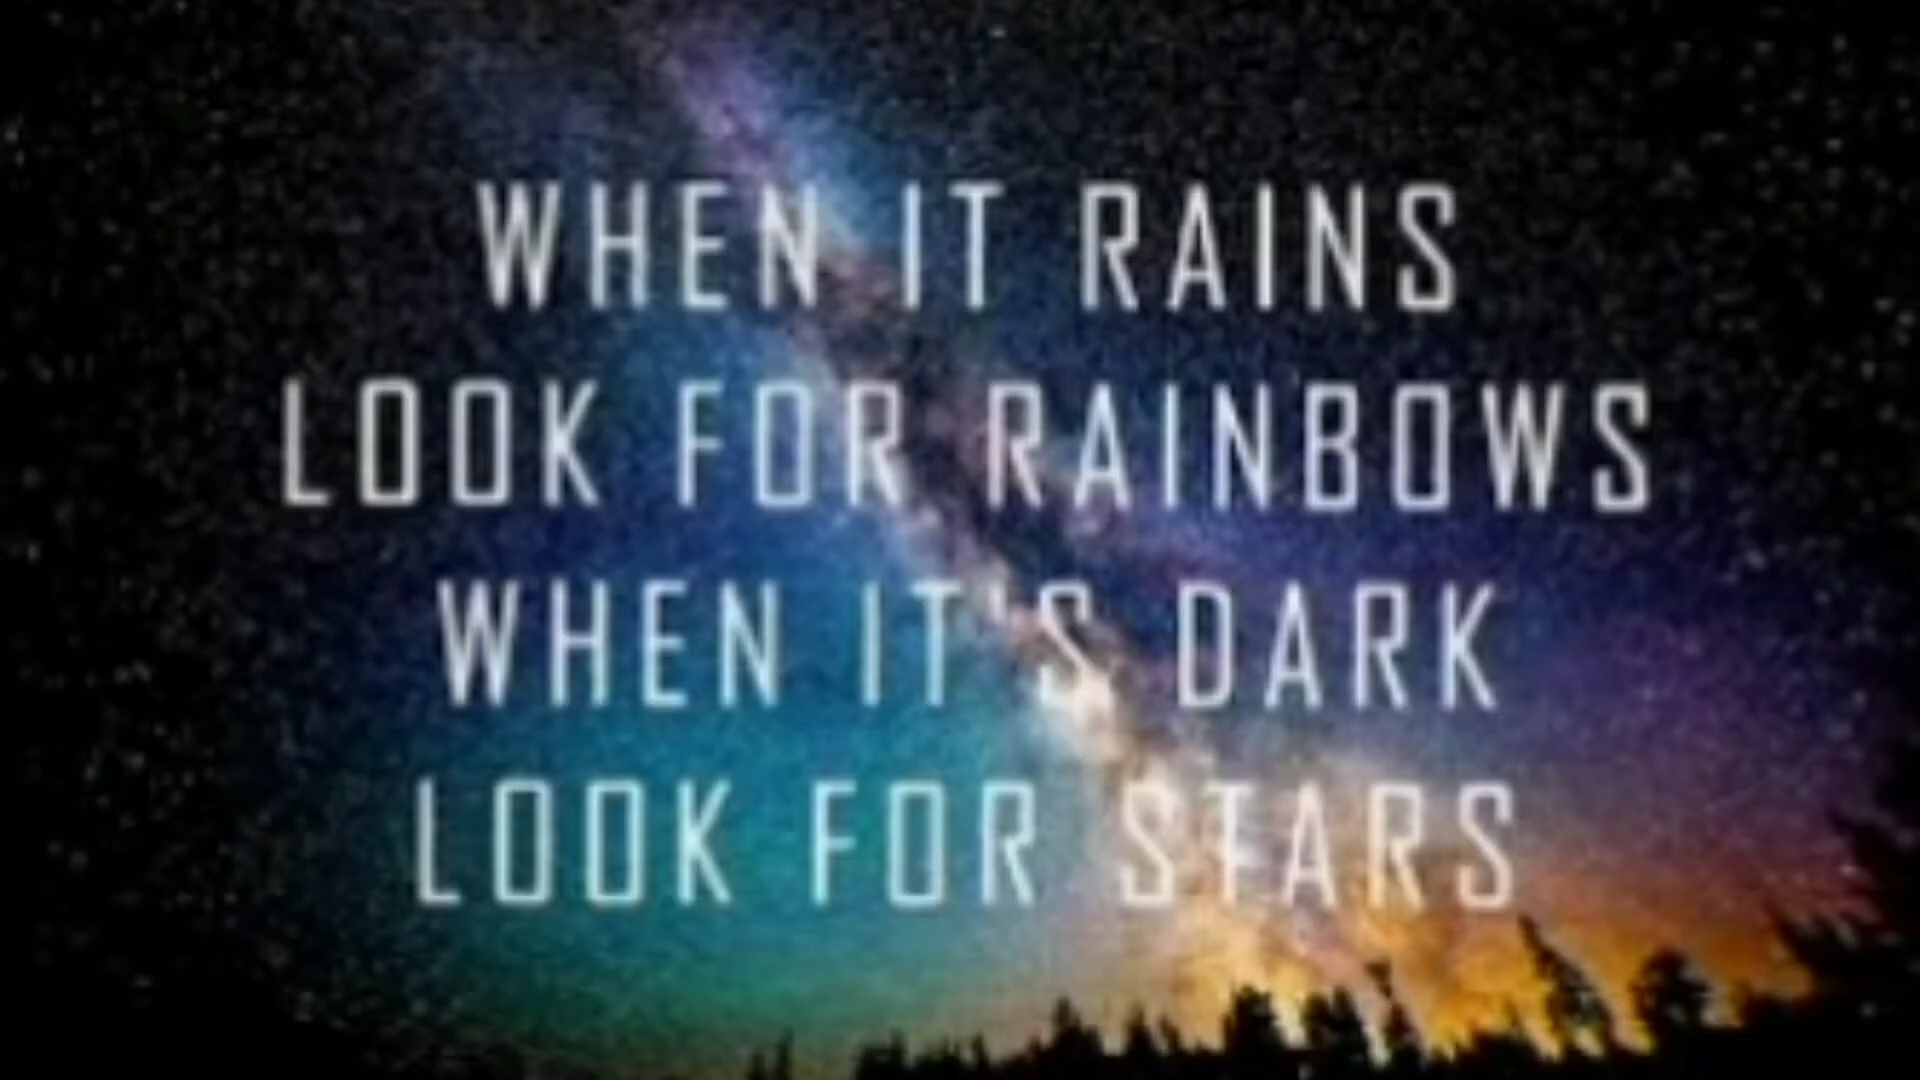 WHEN IT RAINS
LOOK FOR RAINBOWS
WHEN IT'S DARK
LOOK FOR STARS